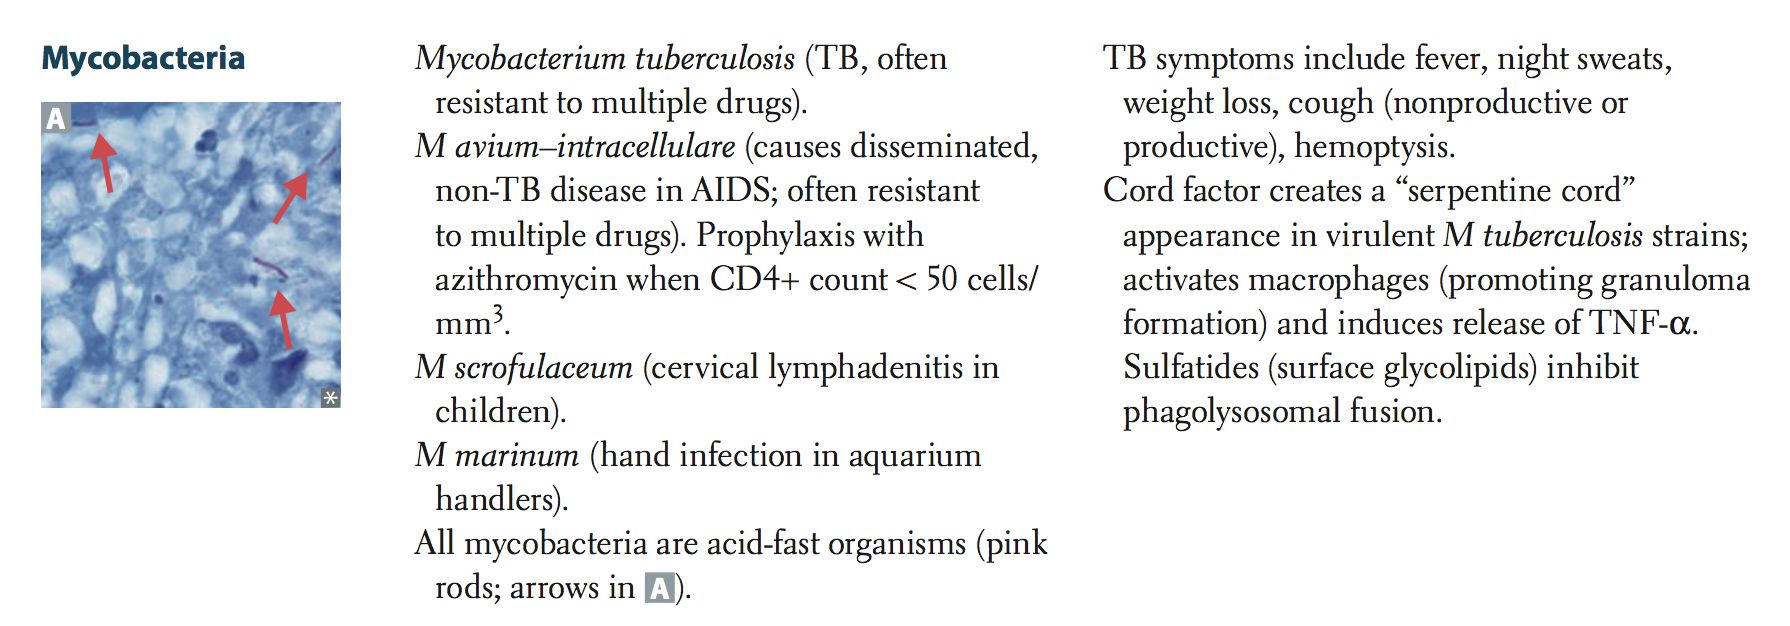 Mycobacteria
A
Mycobacterium tuberculosis (TB, often
resistant to multiple drugs).
M avium–intracellulare (causes disseminated,
non-TB disease in AIDS; often resistant
to multiple drugs). Prophylaxis with
azithromycin when CD4+ count < 50 cells/
mm³.
M scrofulaceum (cervical lymphadenitis in
children).
M marinum (hand infection in aquarium
handlers).
All mycobacteria are acid-fast organisms (pink
rods; arrows in A).
TB symptoms include fever, night sweats,
weight loss, cough (nonproductive or
productive), hemoptysis.
Cord factor creates a “serpentine cord”
appearance in virulent M tuberculosis strains;
activates macrophages (promoting granuloma
formation) and induces release of TNF-α.
Sulfatides (surface glycolipids) inhibit
phagolysosomal fusion.